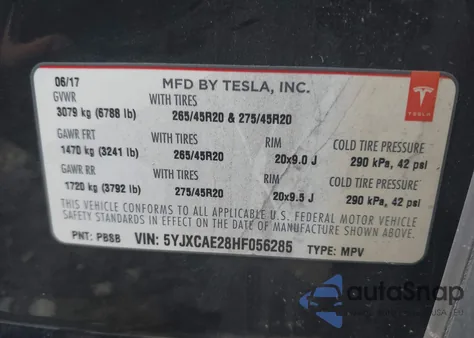 06/17 MFD BY TESLA, INC.
GVWR WITH TIRES
3079 kg (6788 lb) 265/45R20 & 275/45R20
TESLA
GAWR FRT WITH TIRES RIM COLD TIRE PRESSURE
1470 kg (3241 lb) 265/45R20 20x9.0 J 290 kPa, 42 psi
GAWR RR WITH TIRES RIM COLD TIRE PRESSURE
1720 kg (3792 lb) 275/45R20 20x9.5 J 290 kPa, 42 psi
THIS VEHICLE CONFORMS TO ALL APPLICABLE U.S. FEDERAL MOTOR VEHICLE
SAFETY STANDARDS IN EFFECT ON THE DATE OF MANUFACTURE SHOWN ABOVE.
PNT: PBSB VIN: 5YJXCAE28HF056285 TYPE: MPV
autoSnap